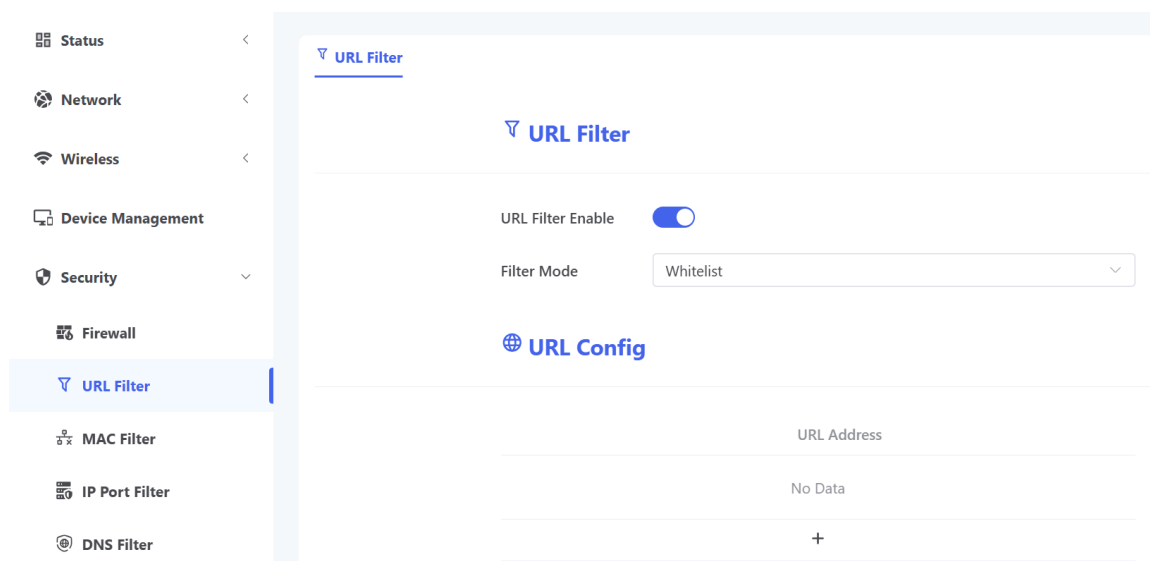 Status
Network
Wireless
Device Management
Security
Firewall
URL Filter
MAC Filter
IP Port Filter
DNS Filter
URL Filter
URL Filter
URL Filter Enable
Filter Mode
Whitelist
URL Config
URL Address
No Data
+